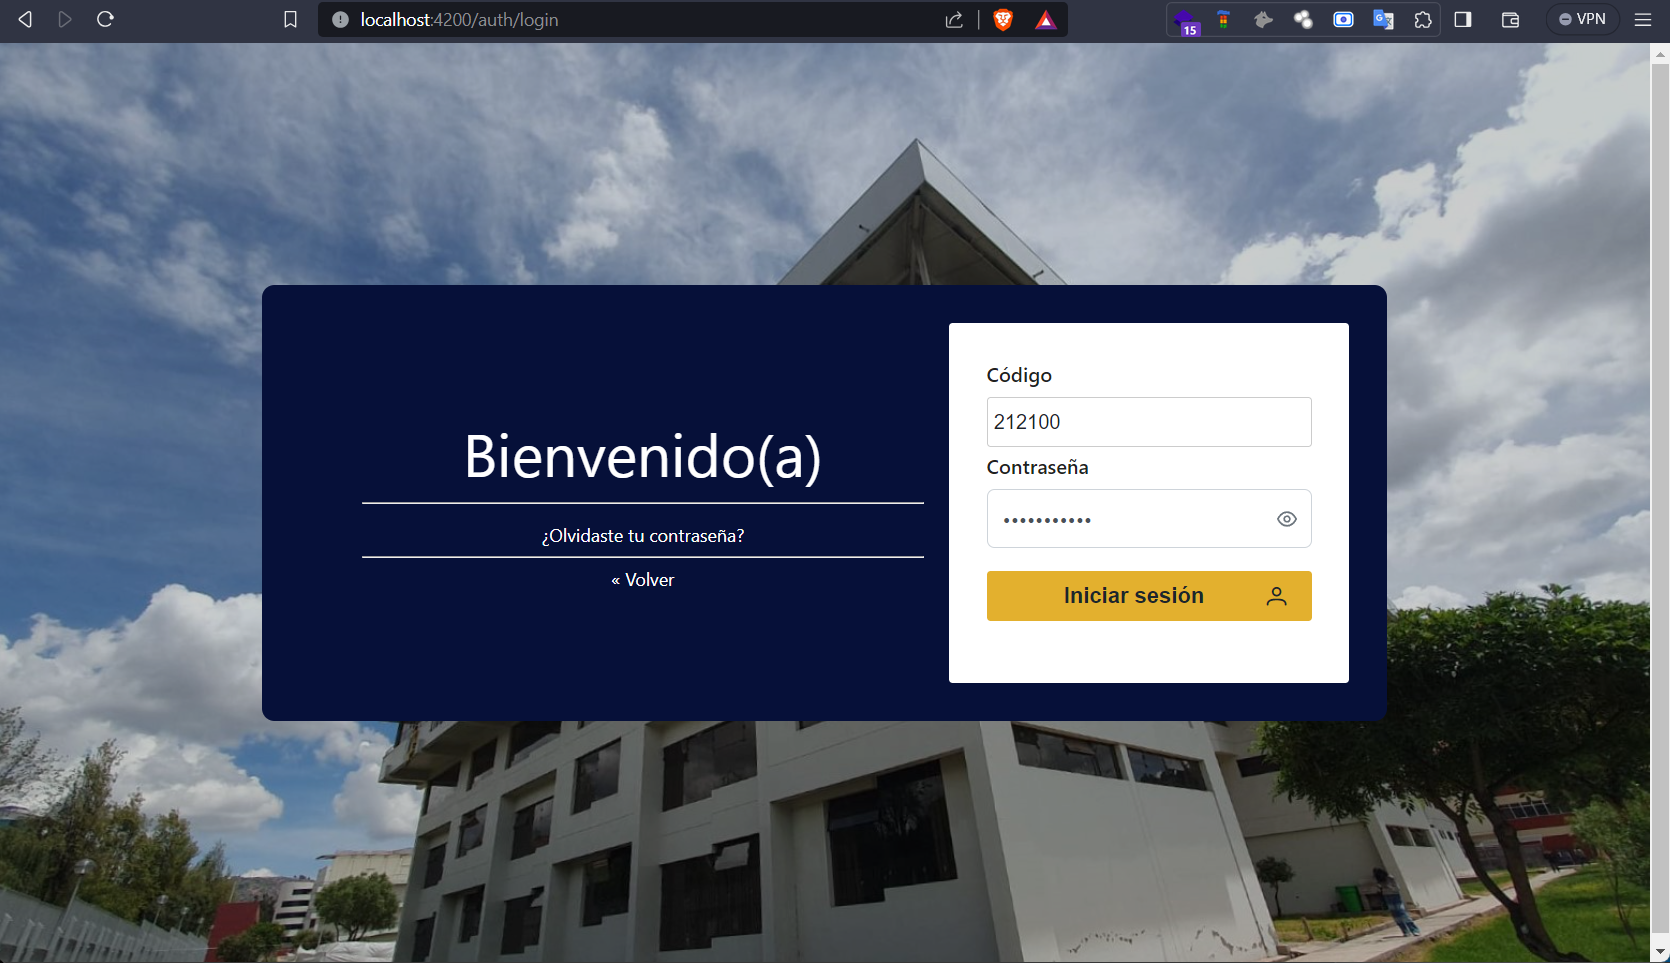 localhost:4200/auth/login
15
VPN
Bienvenido(a)
¿Olvidaste tu contraseña?
« Volver
Código
212100
Contraseña
•••••••••••
Iniciar sesión